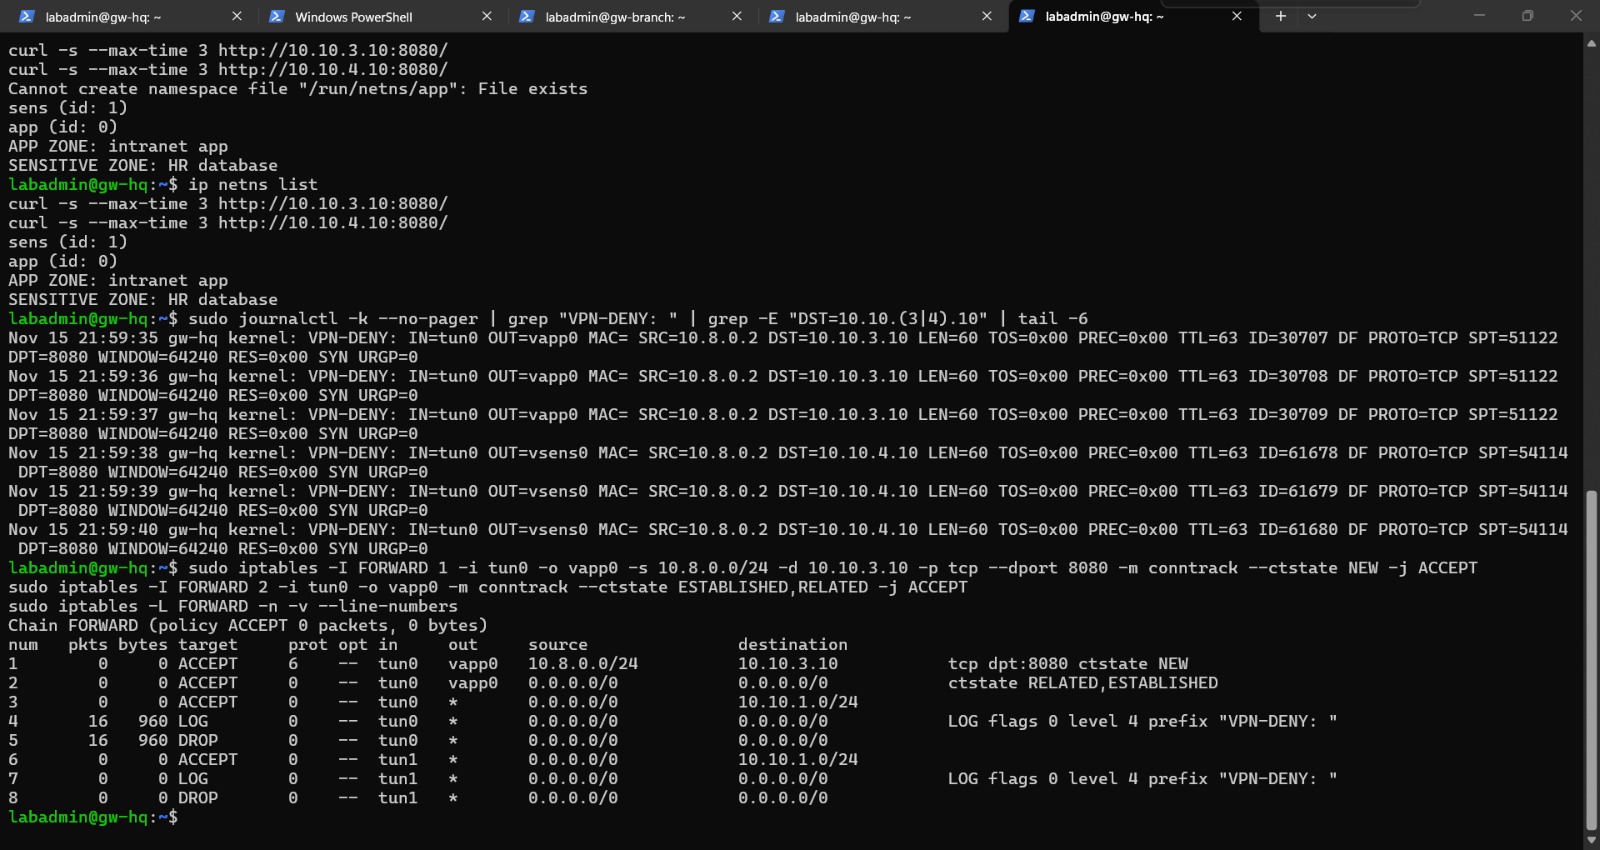 labadmin@gw-hq: ~
Windows PowerShell
labadmin@gw-branch: ~
labadmin@gw-hq: ~
labadmin@gw-hq: ~
curl -s --max-time 3 http://10.10.3.10:8080/
curl -s --max-time 3 http://10.10.4.10:8080/
Cannot create namespace file "/run/netns/app": File exists
sens (id: 1)
app (id: 0)
APP ZONE: intranet app
SENSITIVE ZONE: HR database
labadmin@gw-hq:~$ ip netns list
curl -s --max-time 3 http://10.10.3.10:8080/
curl -s --max-time 3 http://10.10.4.10:8080/
sens (id: 1)
app (id: 0)
APP ZONE: intranet app
SENSITIVE ZONE: HR database
labadmin@gw-hq:~$ sudo journalctl -k --no-pager | grep "VPN-DENY: " | grep -E "DST=10.10.(3|4).10" | tail -6
Nov 15 21:59:35 gw-hq kernel: VPN-DENY: IN=tun0 OUT=vapp0 MAC= SRC=10.8.0.2 DST=10.10.3.10 LEN=60 TOS=0x00 PREC=0x00 TTL=63 ID=30707 DF PROTO=TCP SPT=51122
DPT=8080 WINDOW=64240 RES=0x00 SYN URGP=0
Nov 15 21:59:36 gw-hq kernel: VPN-DENY: IN=tun0 OUT=vapp0 MAC= SRC=10.8.0.2 DST=10.10.3.10 LEN=60 TOS=0x00 PREC=0x00 TTL=63 ID=30708 DF PROTO=TCP SPT=51122
DPT=8080 WINDOW=64240 RES=0x00 SYN URGP=0
Nov 15 21:59:37 gw-hq kernel: VPN-DENY: IN=tun0 OUT=vapp0 MAC= SRC=10.8.0.2 DST=10.10.3.10 LEN=60 TOS=0x00 PREC=0x00 TTL=63 ID=30709 DF PROTO=TCP SPT=51122
DPT=8080 WINDOW=64240 RES=0x00 SYN URGP=0
Nov 15 21:59:38 gw-hq kernel: VPN-DENY: IN=tun0 OUT=vsens0 MAC= SRC=10.8.0.2 DST=10.10.4.10 LEN=60 TOS=0x00 PREC=0x00 TTL=63 ID=61678 DF PROTO=TCP SPT=54114
 DPT=8080 WINDOW=64240 RES=0x00 SYN URGP=0
Nov 15 21:59:39 gw-hq kernel: VPN-DENY: IN=tun0 OUT=vsens0 MAC= SRC=10.8.0.2 DST=10.10.4.10 LEN=60 TOS=0x00 PREC=0x00 TTL=63 ID=61679 DF PROTO=TCP SPT=54114
 DPT=8080 WINDOW=64240 RES=0x00 SYN URGP=0
Nov 15 21:59:40 gw-hq kernel: VPN-DENY: IN=tun0 OUT=vsens0 MAC= SRC=10.8.0.2 DST=10.10.4.10 LEN=60 TOS=0x00 PREC=0x00 TTL=63 ID=61680 DF PROTO=TCP SPT=54114
 DPT=8080 WINDOW=64240 RES=0x00 SYN URGP=0
labadmin@gw-hq:~$ sudo iptables -I FORWARD 1 -i tun0 -o vapp0 -s 10.8.0.0/24 -d 10.10.3.10 -p tcp --dport 8080 -m conntrack --ctstate NEW -j ACCEPT
sudo iptables -I FORWARD 2 -i tun0 -o vapp0 -m conntrack --ctstate ESTABLISHED,RELATED -j ACCEPT
sudo iptables -L FORWARD -n -v --line-numbers
Chain FORWARD (policy ACCEPT 0 packets, 0 bytes)
num   pkts bytes target     prot opt in     out     source               destination
1        0     0 ACCEPT     6    --  tun0   vapp0   10.8.0.0/24          10.10.3.10           tcp dpt:8080 ctstate NEW
2        0     0 ACCEPT     0    --  tun0   vapp0   0.0.0.0/0            0.0.0.0/0            ctstate RELATED,ESTABLISHED
3        0     0 ACCEPT     0    --  tun0   *       0.0.0.0/0            10.10.1.0/24
4       16   960 LOG        0    --  tun0   *       0.0.0.0/0            0.0.0.0/0            LOG flags 0 level 4 prefix "VPN-DENY: "
5       16   960 DROP       0    --  tun0   *       0.0.0.0/0            0.0.0.0/0
6        0     0 ACCEPT     0    --  tun1   *       0.0.0.0/0            10.10.1.0/24
7        0     0 LOG        0    --  tun1   *       0.0.0.0/0            0.0.0.0/0            LOG flags 0 level 4 prefix "VPN-DENY: "
8        0     0 DROP       0    --  tun1   *       0.0.0.0/0            0.0.0.0/0
labadmin@gw-hq:~$